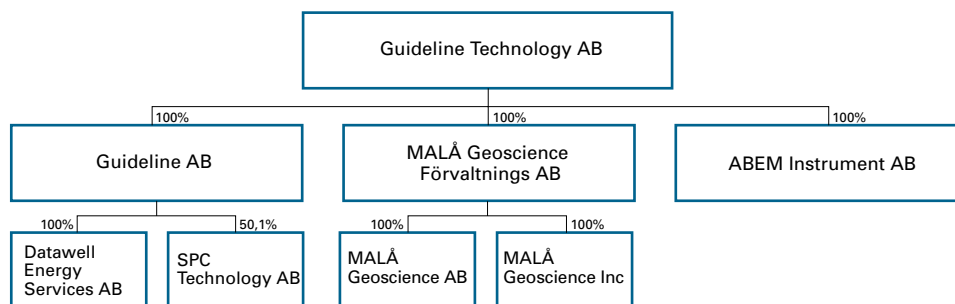 Guideline Technology AB
100%
100%
100%
Guideline AB
MALÅ Geoscience
Förvaltnings AB
ABEM Instrument AB
100%
50,1%
100%
100%
Datawell
Energy
Services AB
SPC
Technology AB
MALÅ
Geoscience AB
MALÅ
Geoscience Inc